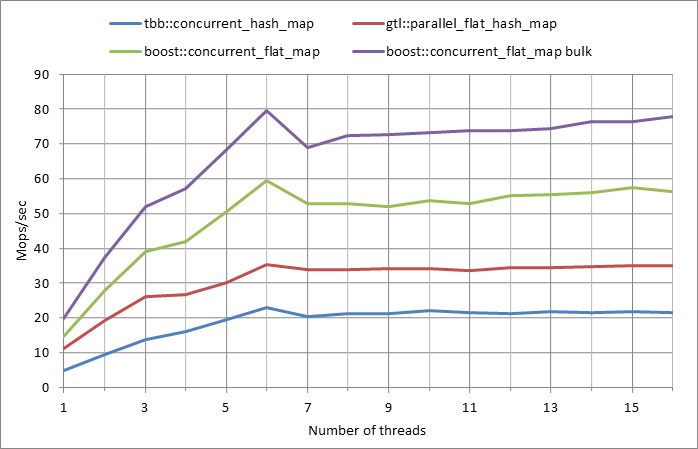 tbb::concurrent_hash_map gtl::parallel_flat_hash_map
boost::concurrent_flat_map boost::concurrent_flat_map bulk
90
80
70
60
50
40
30
20
10
0
Mops/sec
1 3 5 7 9 11 13 15
Number of threads